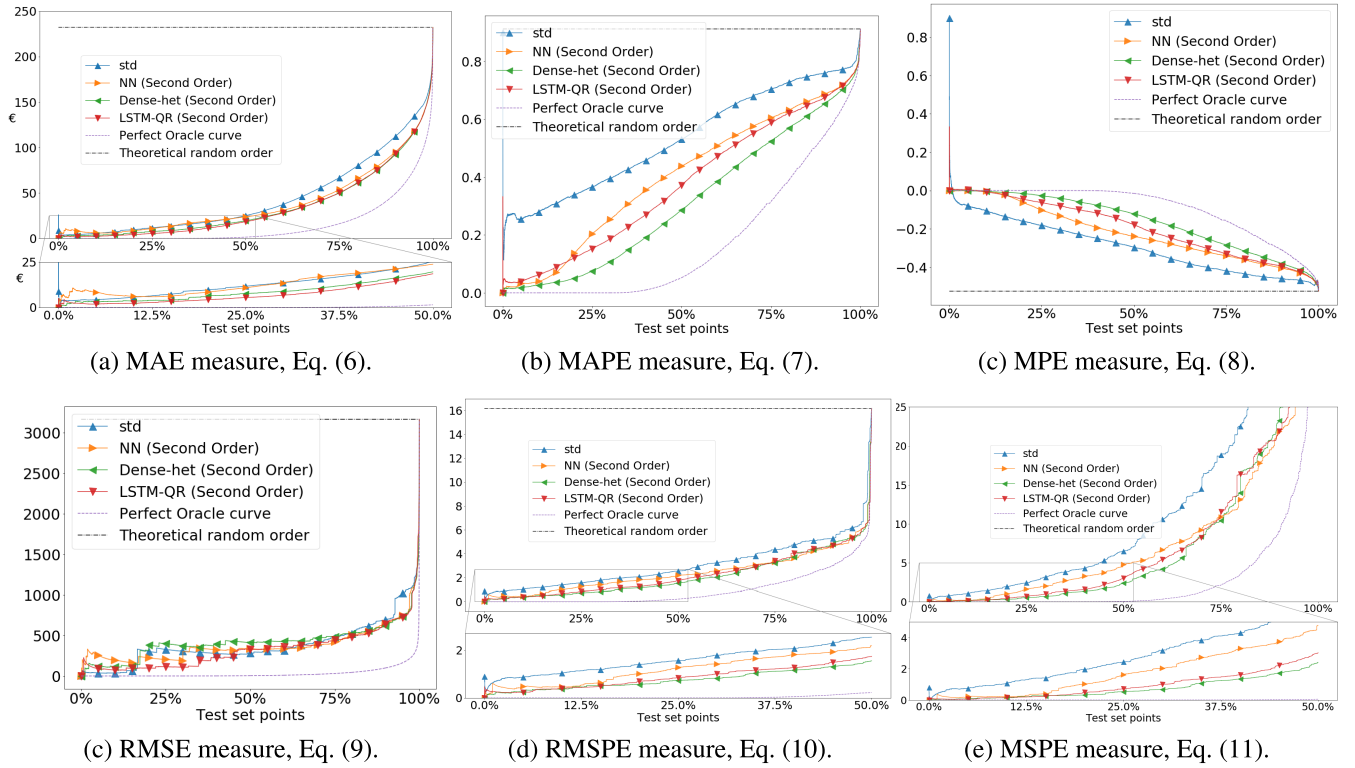 250
200
150
100
50
0
€
std
NN (Second Order)
Dense-het (Second Order)
LSTM-QR (Second Order)
Perfect Oracle curve
Theoretical random order
0% 25% 50% 75% 100%
25
€
0
0.0% 12.5% 25.0% 37.5% 50.0%
Test set points
(a) MAE measure, Eq. (6).
0.8
0.6
0.4
0.2
0.0
std
NN (Second Order)
Dense-het (Second Order)
LSTM-QR (Second Order)
Perfect Oracle curve
Theoretical random order
0% 25% 50% 75% 100%
Test set points
(b) MAPE measure, Eq. (7).
0.8
0.6
0.4
0.2
0.0
−0.2
−0.4
std
NN (Second Order)
Dense-het (Second Order)
LSTM-QR (Second Order)
Perfect Oracle curve
Theoretical random order
0% 25% 50% 75% 100%
Test set points
(c) MPE measure, Eq. (8).
3000
2500
2000
1500
1000
500
0
std
NN (Second Order)
Dense-het (Second Order)
LSTM-QR (Second Order)
Perfect Oracle curve
Theoretical random order
0% 25% 50% 75% 100%
Test set points
(c) RMSE measure, Eq. (9).
16
14
12
10
8
6
4
2
0
std
NN (Second Order)
Dense-het (Second Order)
LSTM-QR (Second Order)
Perfect Oracle curve
Theoretical random order
0% 25% 50% 75% 100%
2
0
0.0% 12.5% 25.0% 37.5% 50.0%
Test set points
(d) RMSPE measure, Eq. (10).
25
20
15
10
5
0
std
NN (Second Order)
Dense-het (Second Order)
LSTM-QR (Second Order)
Perfect Oracle curve
Theoretical random order
0% 25% 50% 75% 100%
4
2
0
0.0% 12.5% 25.0% 37.5% 50.0%
Test set points
(e) MSPE measure, Eq. (11).